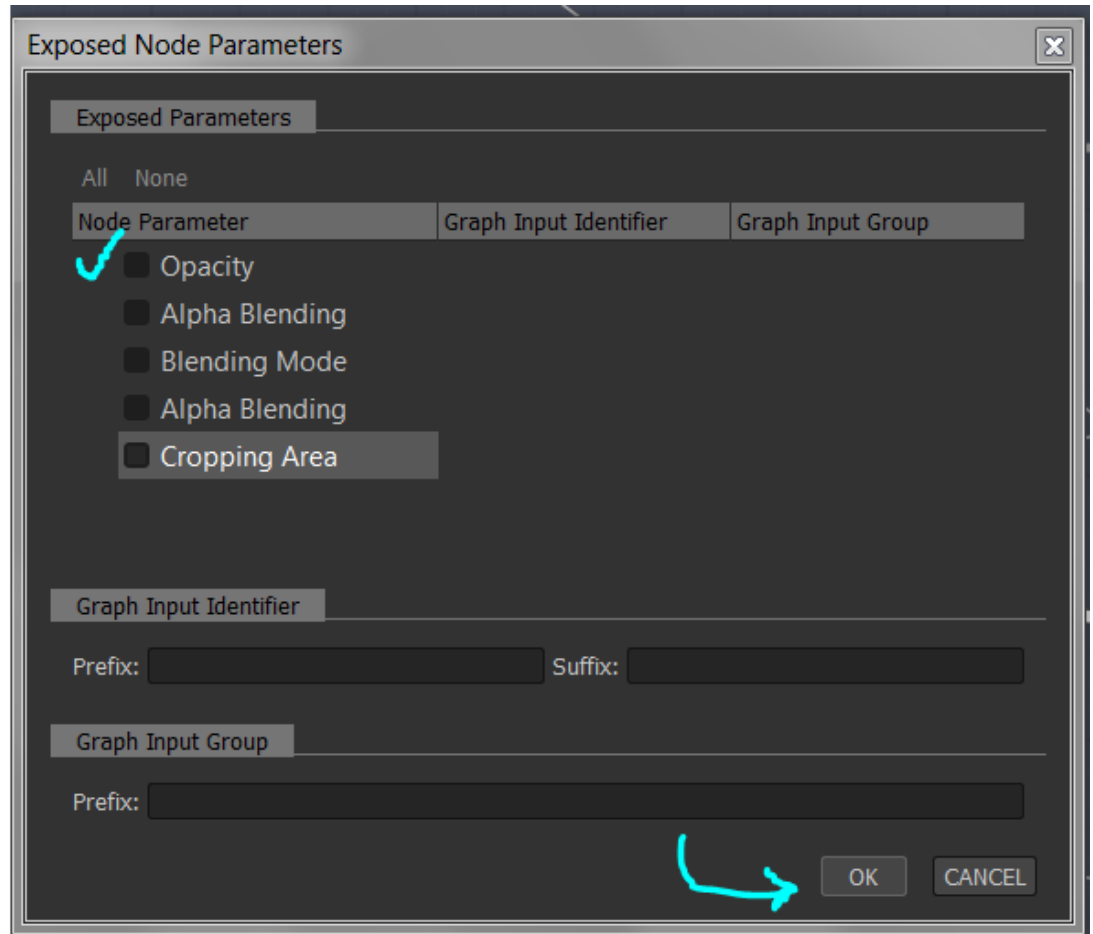 Exposed Node Parameters
Exposed Parameters
All None
Node Parameter Graph Input Identifier Graph Input Group
Opacity
Alpha Blending
Blending Mode
Alpha Blending
Cropping Area
Graph Input Identifier
Prefix: Suffix:
Graph Input Group
Prefix:
OK CANCEL